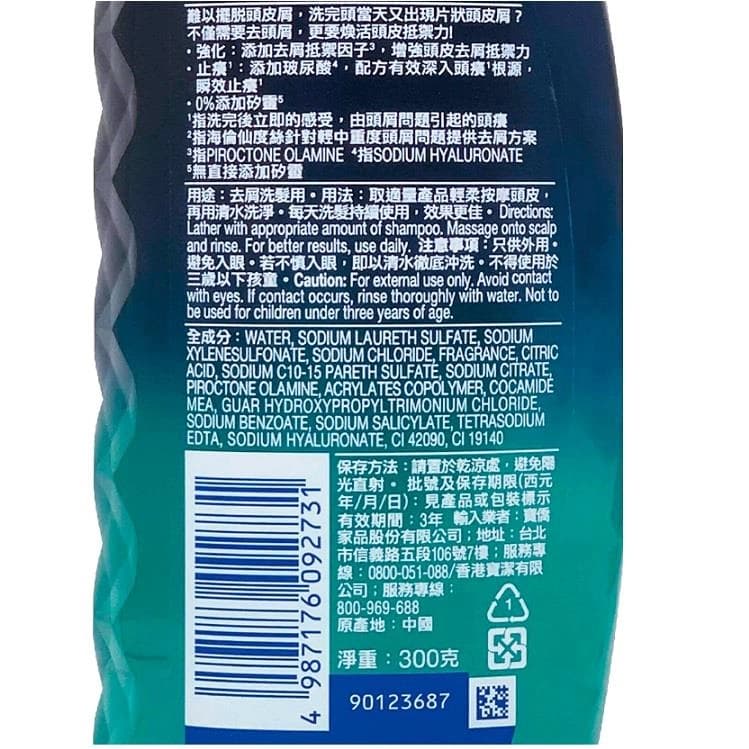 難以擺脫頭皮屑，洗完頭當天又出現片狀頭皮屑?
不僅需要去頭屑，更要煥活頭皮抵禦力!
・強化：添加去屑抵禦因子³，增強頭皮去屑抵禦力
・止癢¹：添加玻尿酸⁴，配方有效深入頭癢¹根源，
瞬效止癢¹
・0%添加矽靈⁵
¹指洗完後立即的感受，由頭屑問題引起的頭癢
²指海倫仙度絲針對輕中重度頭屑問題提供去屑方案
³指PIROCTONE OLAMINE ⁴指SODIUM HYALURONATE
⁵無直接添加矽靈
用途：去屑洗髮用。用法：取適量產品輕柔按摩頭皮，
再用清水洗淨。每天洗髮持續使用，效果更佳。Directions:
Lather with appropriate amount of shampoo. Massage onto scalp
and rinse. For better results, use daily. 注意事項：只供外用。
避免入眼。若不慎入眼，即以清水徹底沖洗。不得使用於
三歲以下孩童。Caution: For external use only. Avoid contact
with eyes. If contact occurs, rinse thoroughly with water. Not to
be used for children under three years of age.
全成分：WATER, SODIUM LAURETH SULFATE, SODIUM
XYLENESULFONATE, SODIUM CHLORIDE, FRAGRANCE, CITRIC
ACID, SODIUM C10-15 PARETH SULFATE, SODIUM CITRATE,
PIROCTONE OLAMINE, ACRYLATES COPOLYMER, COCAMIDE
MEA, GUAR HYDROXYPROPYLTRIMONIUM CHLORIDE,
SODIUM BENZOATE, SODIUM SALICYLATE, TETRASODIUM
EDTA, SODIUM HYALURONATE, CI 42090, CI 19140
保存方法：請置於乾涼處，避免陽
光直射。批號及保存期限(西元
年/月/日)：見產品或包裝標示
有效期間：3年 輸入業者：寶僑
家品股份有限公司；地址：台北
市信義路五段106號7樓；服務專
線：0800-051-088/香港寶潔有限
公司；服務專線：
800-969-688
原產地：中國
淨重：300克
1
4 987176 092731
90123687